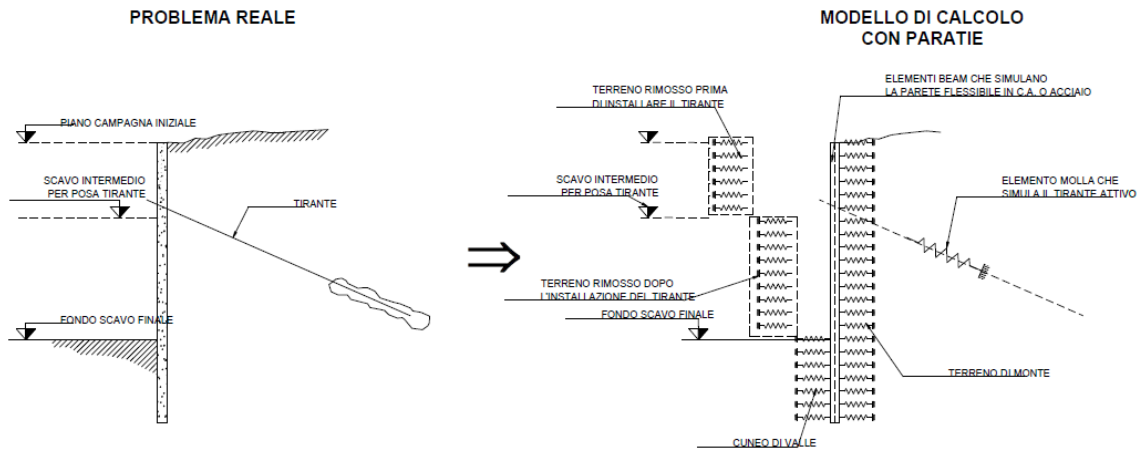 PROBLEMA REALE
PIANO CAMPAGNA INIZIALE
SCAVO INTERMEDIO
PER POSA TIRANTE
TIRANTE
FONDO SCAVO FINALE
MODELLO DI CALCOLO
CON PARATIE
TERRENO RIMOSSO PRIMA
DI INSTALLARE IL TIRANTE
ELEMENTI BEAM CHE SIMULANO
LA PARETE FLESSIBILE IN C.A. O ACCIAIO
SCAVO INTERMEDIO
PER POSA TIRANTE
ELEMENTO MOLLA CHE
SIMULA IL TIRANTE ATTIVO
TERRENO RIMOSSO DOPO
L'INSTALLAZIONE DEL TIRANTE
FONDO SCAVO FINALE
TERRENO DI MONTE
CUNEO DI VALLE